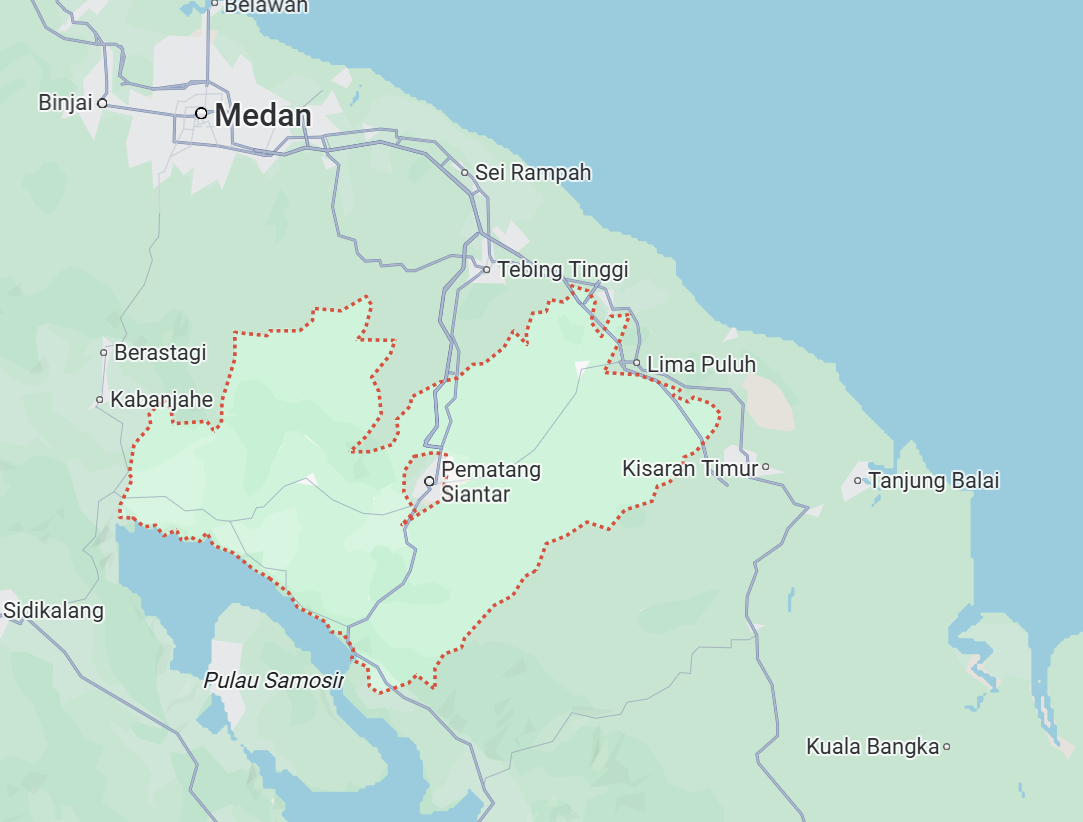 Belawan
Binjai
Medan
Sei Rampah
Tebing Tinggi
Berastagi
Lima Puluh
Kabanjahe
Pematang
Siantar
Kisaran Timur
Tanjung Balai
Sidikalang
Pulau Samosir
Kuala Bangka